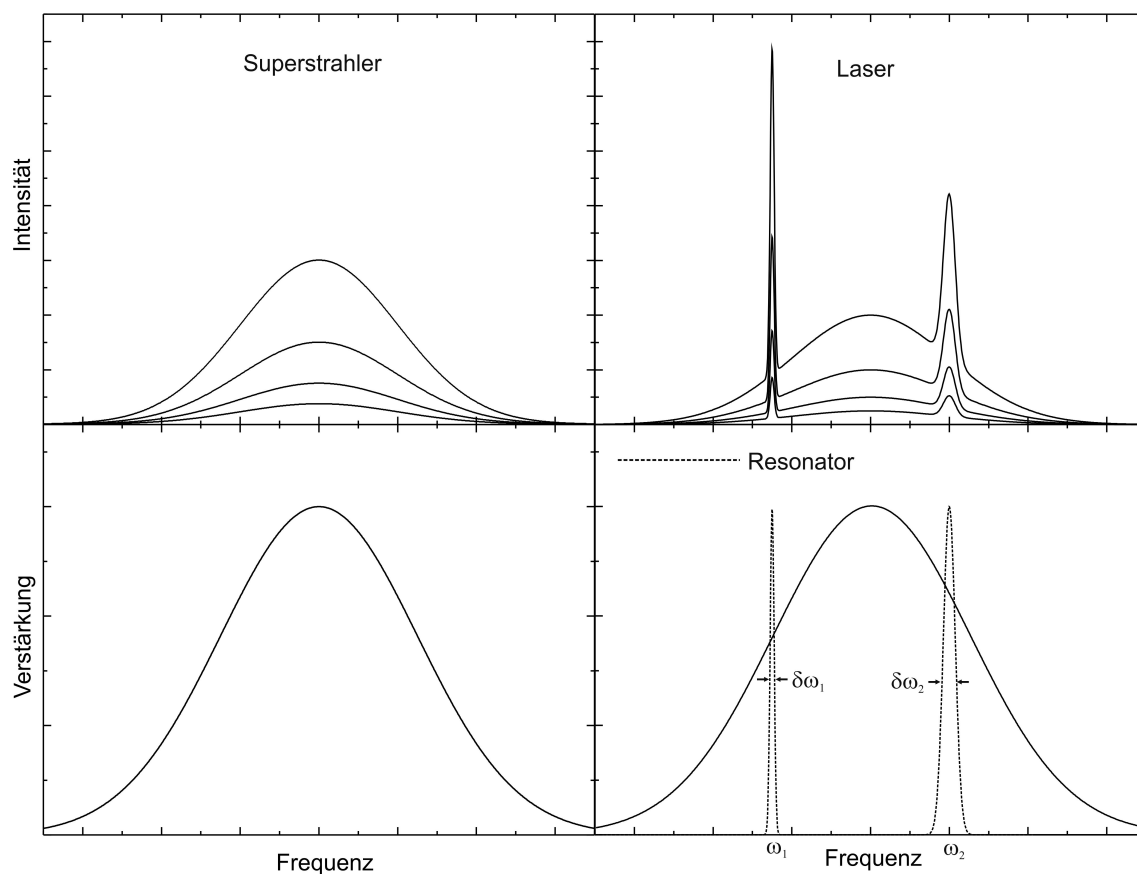 Superstrahler
Laser
Intensität
Resonator
Verstärkung
δω₁
δω₂
ω₁
ω₂
Frequenz
Frequenz